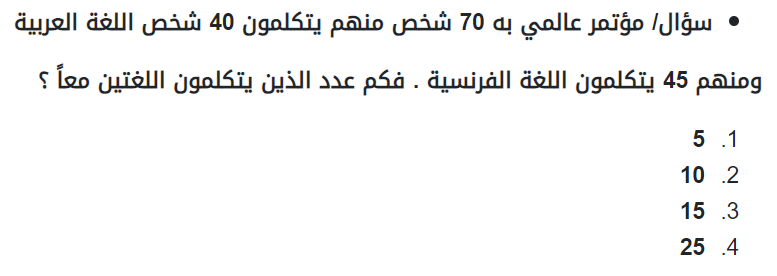 • سؤال/ مؤتمر عالمي به 70 شخص منهم يتكلمون 40 شخص اللغة العربية
ومنهم 45 يتكلمون اللغة الفرنسية . فكم عدد الذين يتكلمون اللغتين معاً ؟
1. 5
2. 10
3. 15
4. 25